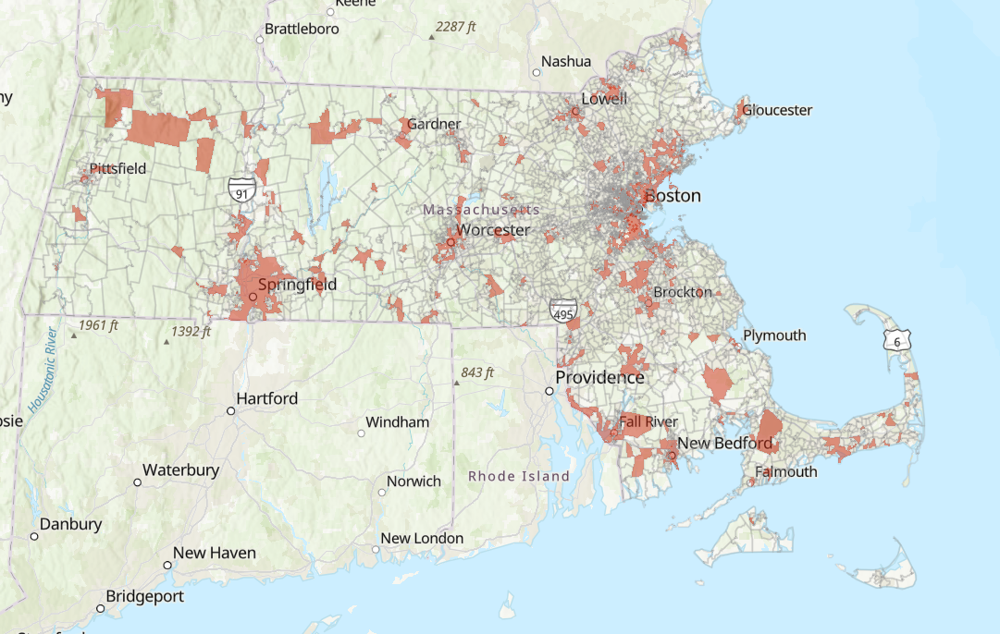 Keene
Brattleboro
2287 ft
Nashua
Lowell
Gloucester
Gardner
Pittsfield
91
Boston
Massachusetts
Worcester
Springfield
Brockton
495
1961 ft
1392 ft
Plymouth
6
Housatonic River
843 ft
Providence
Hartford
Fall River
Windham
New Bedford
Waterbury
Norwich
Rhode Island
Falmouth
Danbury
New London
New Haven
Bridgeport